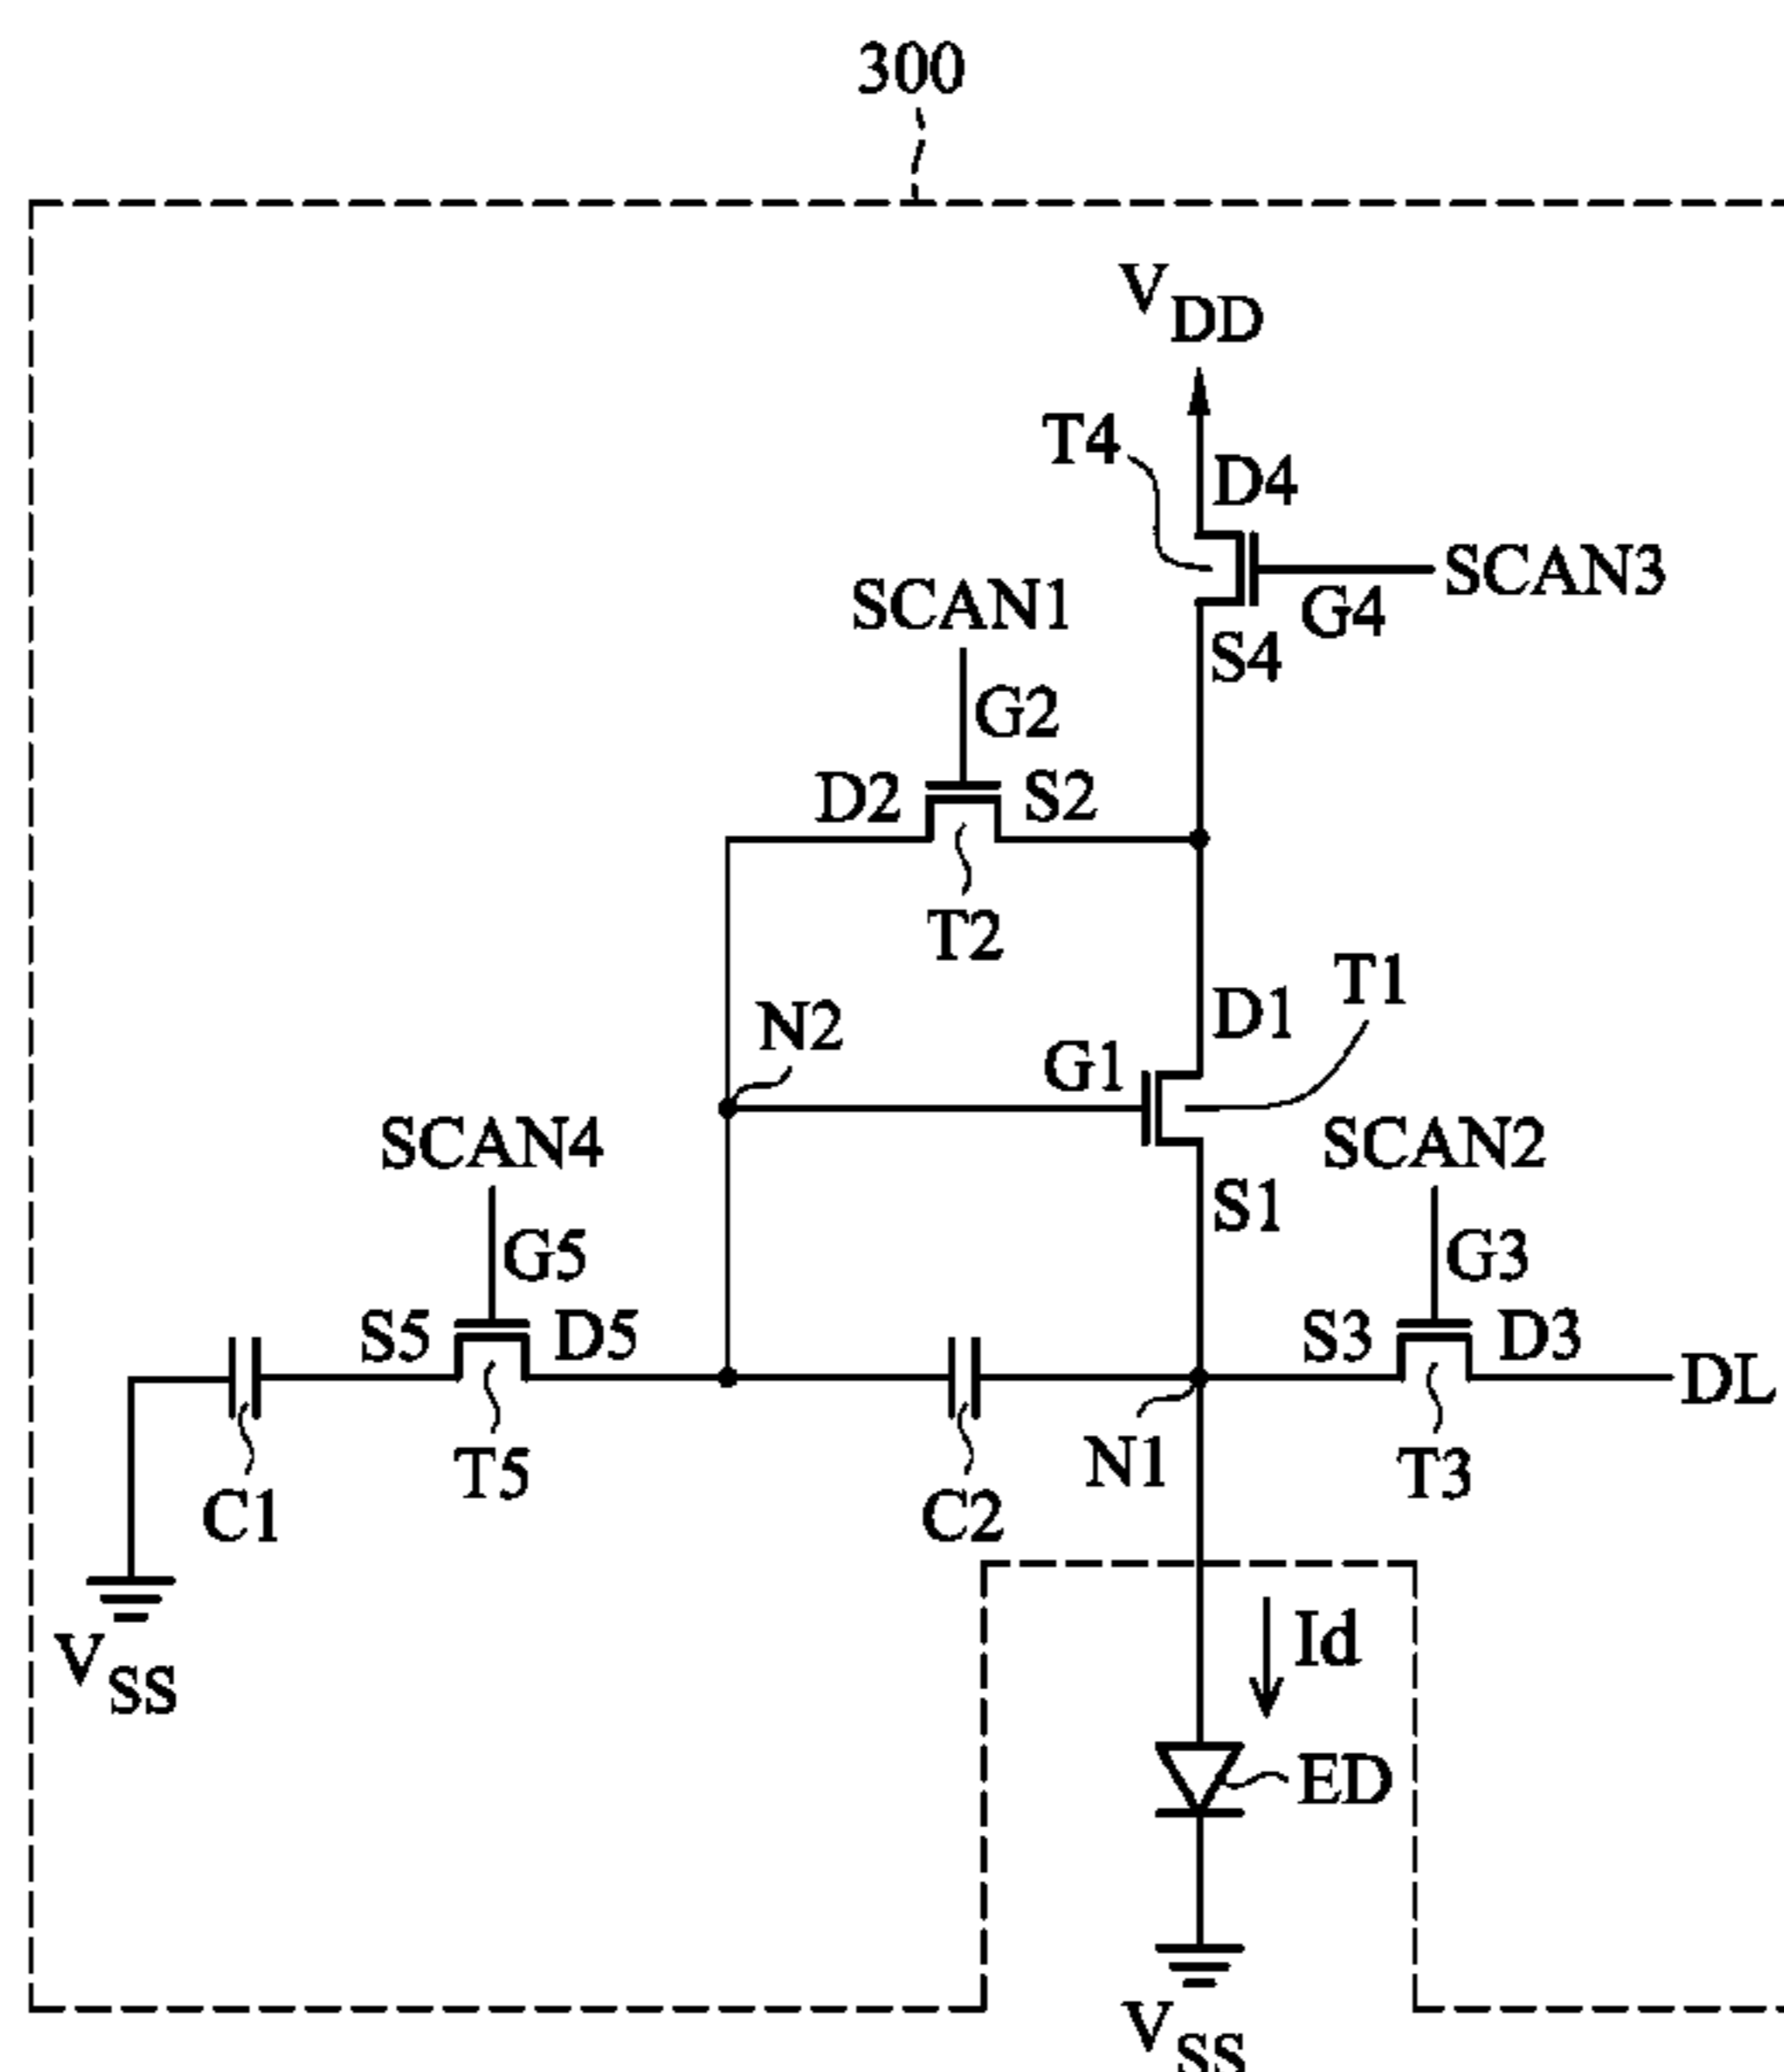 300
VDD
T4
D4
SCAN3
G4
S4
SCAN1
G2
D2
S2
T2
T1
D1
N2
G1
SCAN4
SCAN2
S1
G5
G3
S5
D5
S3
D3
DL
N1
T5
T3
C1
C2
VSS
Id
ED
VSS